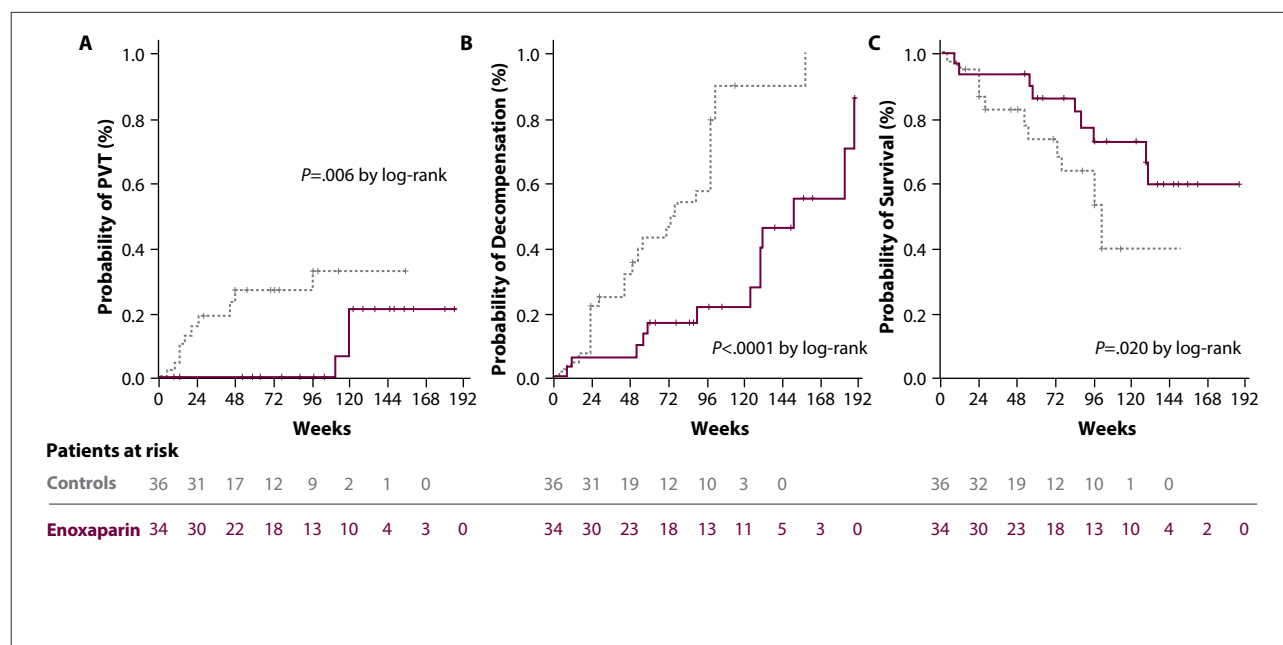 A
Probability of PVT (%)
1.0
0.8
0.6
0.4
0.2
0.0
P=.006 by log-rank
0 24 48 72 96 120 144 168 192
Weeks
B
Probability of Decompensation (%)
1.0
0.8
0.6
0.4
0.2
0.0
P<.0001 by log-rank
0 24 48 72 96 120 144 168 192
Weeks
C
Probability of Survival (%)
1.0
0.8
0.6
0.4
0.2
0.0
P=.020 by log-rank
0 24 48 72 96 120 144 168 192
Weeks
Patients at risk
Controls 36 31 17 12 9 2 1 0 36 31 19 12 10 3 0 36 32 19 12 10 1 0
Enoxaparin 34 30 22 18 13 10 4 3 0 34 30 23 18 13 11 5 3 0 34 30 23 18 13 10 4 2 0